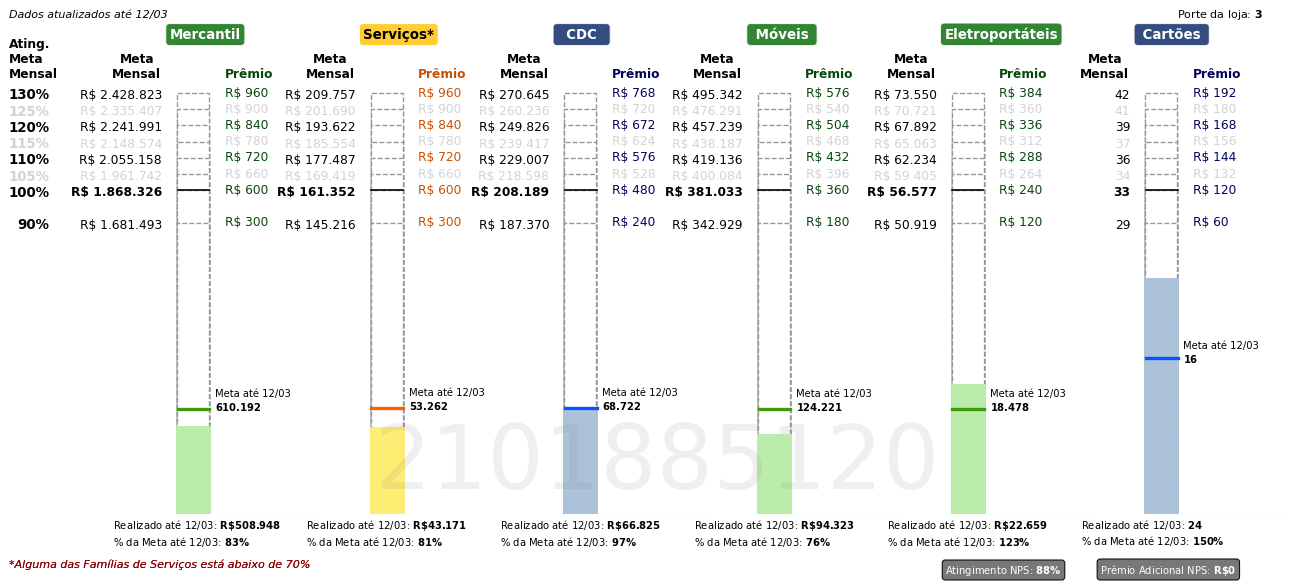 Dados atualizados até 12/03 Porte da loja: 3
Mercantil Serviços* CDC Móveis Eletroportáteis Cartões
Ating.
Meta Meta Meta Meta Meta Meta Meta
Mensal Mensal Prêmio Mensal Prêmio Mensal Prêmio Mensal Prêmio Mensal Prêmio Mensal Prêmio
130% R$ 2.428.823 R$ 960 R$ 209.757 R$ 960 R$ 270.645 R$ 768 R$ 495.342 R$ 576 R$ 73.550 R$ 384 42 R$ 192
125% R$ 2.335.407 R$ 900 R$ 201.690 R$ 900 R$ 260.236 R$ 720 R$ 476.291 R$ 540 R$ 70.721 R$ 360 41 R$ 180
120% R$ 2.241.991 R$ 840 R$ 193.622 R$ 840 R$ 249.826 R$ 672 R$ 457.239 R$ 504 R$ 67.892 R$ 336 39 R$ 168
115% R$ 2.148.574 R$ 780 R$ 185.554 R$ 780 R$ 239.417 R$ 624 R$ 438.187 R$ 468 R$ 65.063 R$ 312 37 R$ 156
110% R$ 2.055.158 R$ 720 R$ 177.487 R$ 720 R$ 229.007 R$ 576 R$ 419.136 R$ 432 R$ 62.234 R$ 288 36 R$ 144
105% R$ 1.961.742 R$ 660 R$ 169.419 R$ 660 R$ 218.598 R$ 528 R$ 400.084 R$ 396 R$ 59.405 R$ 264 34 R$ 132
100% R$ 1.868.326 R$ 600 R$ 161.352 R$ 600 R$ 208.189 R$ 480 R$ 381.033 R$ 360 R$ 56.577 R$ 240 33 R$ 120
90% R$ 1.681.493 R$ 300 R$ 145.216 R$ 300 R$ 187.370 R$ 240 R$ 342.929 R$ 180 R$ 50.919 R$ 120 29 R$ 60
Meta até 12/03
16
Meta até 12/03 Meta até 12/03 Meta até 12/03 Meta até 12/03 Meta até 12/03
610.192 53.262 68.722 124.221 18.478
2101885120
Realizado até 12/03: R$508.948 Realizado até 12/03: R$43.171 Realizado até 12/03: R$66.825 Realizado até 12/03: R$94.323 Realizado até 12/03: R$22.659 Realizado até 12/03: 24
% da Meta até 12/03: 83% % da Meta até 12/03: 81% % da Meta até 12/03: 97% % da Meta até 12/03: 76% % da Meta até 12/03: 123% % da Meta até 12/03: 150%
*Alguma das Famílias de Serviços está abaixo de 70% Atingimento NPS: 88% Prêmio Adicional NPS: R$0